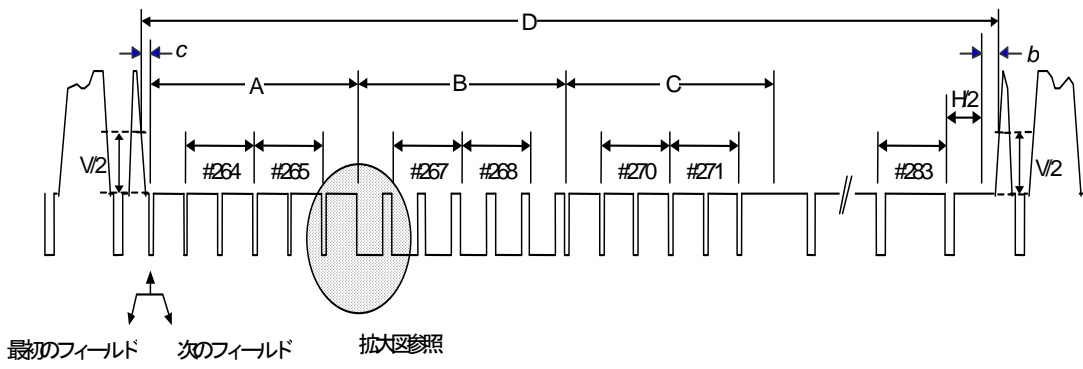 D
c
b
A
B
C
H/2
V/2
#264
#265
#267
#268
#270
#271
#283
V/2
最初のフィールド
次のフィールド
拡大図参照